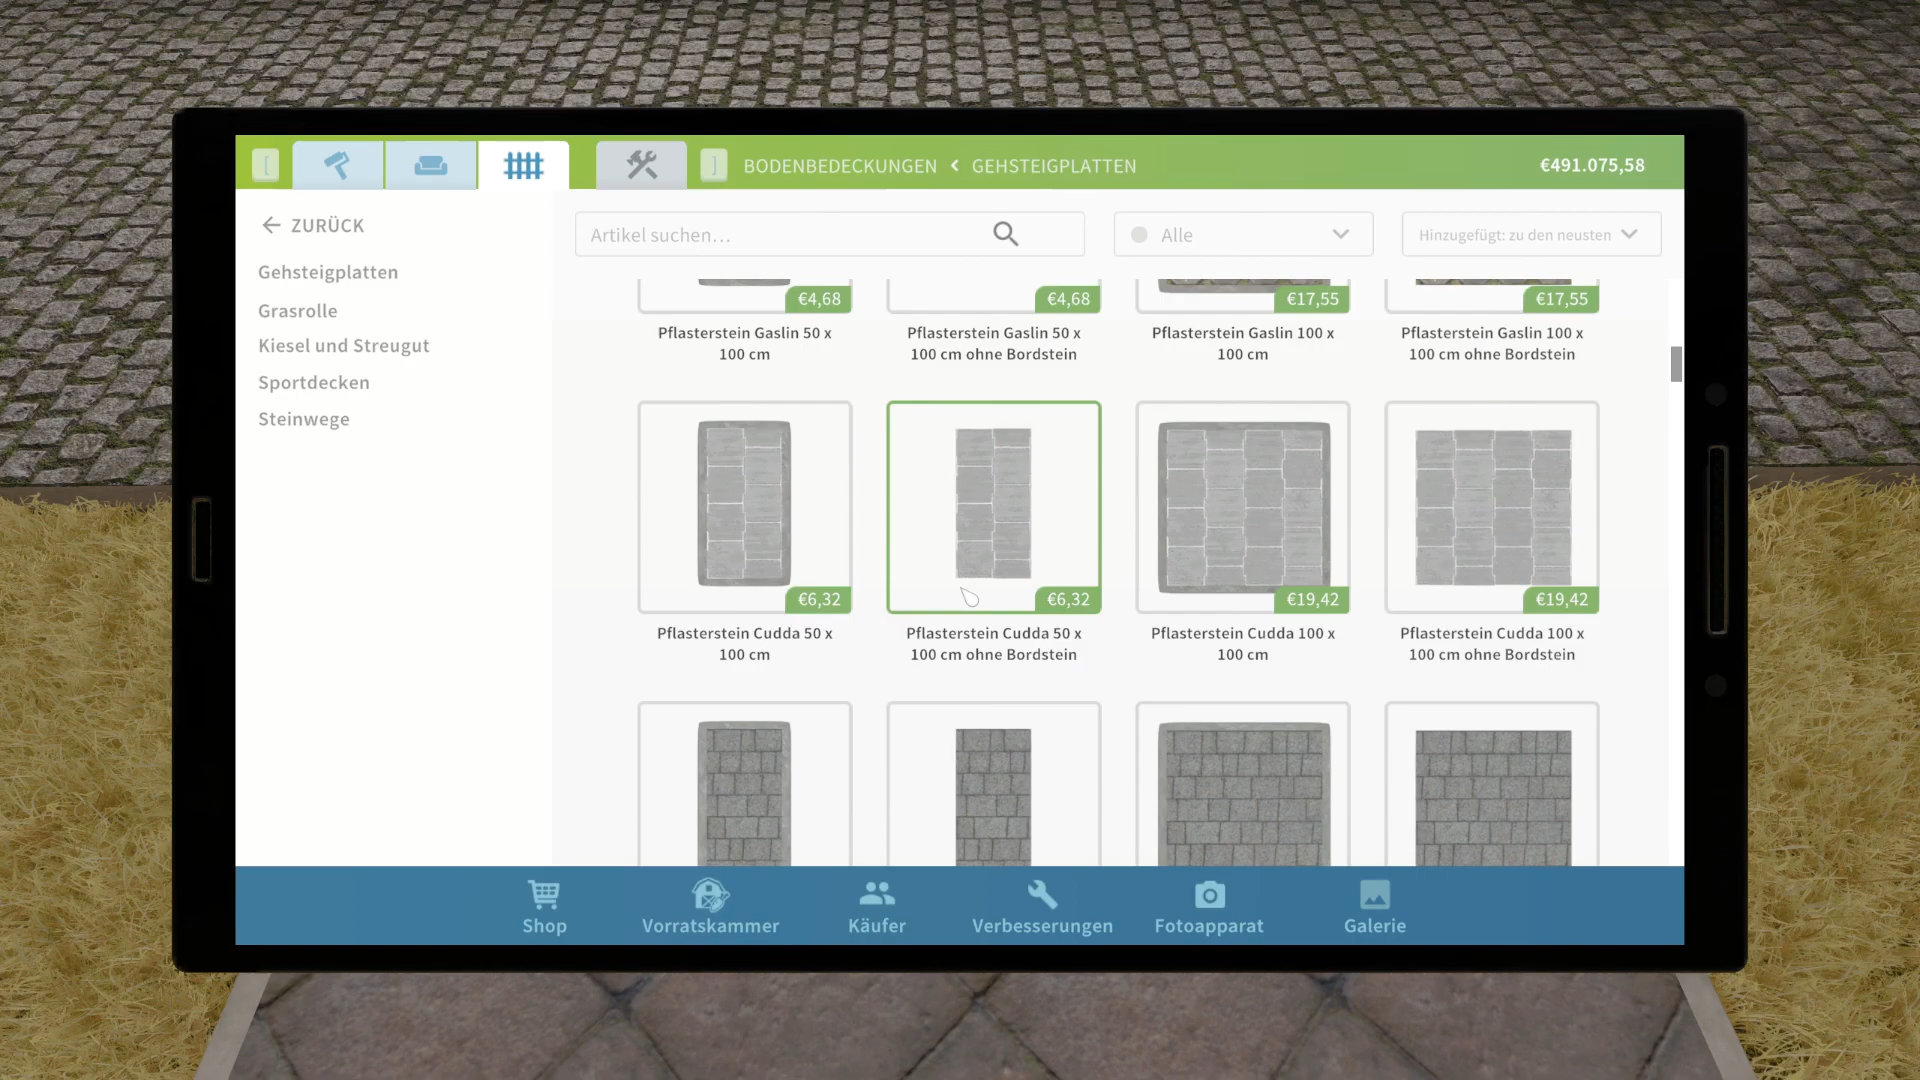 [
]
BODENBEDECKUNGEN < GEHSTEIGPLATTEN
€491.075,58
ZURÜCK
Gehsteigplatten
Grasrolle
Kiesel und Streugut
Sportdecken
Steinwege
Artikel suchen...
Alle
Hinzugefügt: zu den neusten
€4,68
€4,68
€17,55
€17,55
Pflasterstein Gaslin 50 x
100 cm
Pflasterstein Gaslin 50 x
100 cm ohne Bordstein
Pflasterstein Gaslin 100 x
100 cm
Pflasterstein Gaslin 100 x
100 cm ohne Bordstein
€6,32
€6,32
€19,42
€19,42
Pflasterstein Cudda 50 x
100 cm
Pflasterstein Cudda 50 x
100 cm ohne Bordstein
Pflasterstein Cudda 100 x
100 cm
Pflasterstein Cudda 100 x
100 cm ohne Bordstein
Shop
Vorratskammer
Käufer
Verbesserungen
Fotoapparat
Galerie